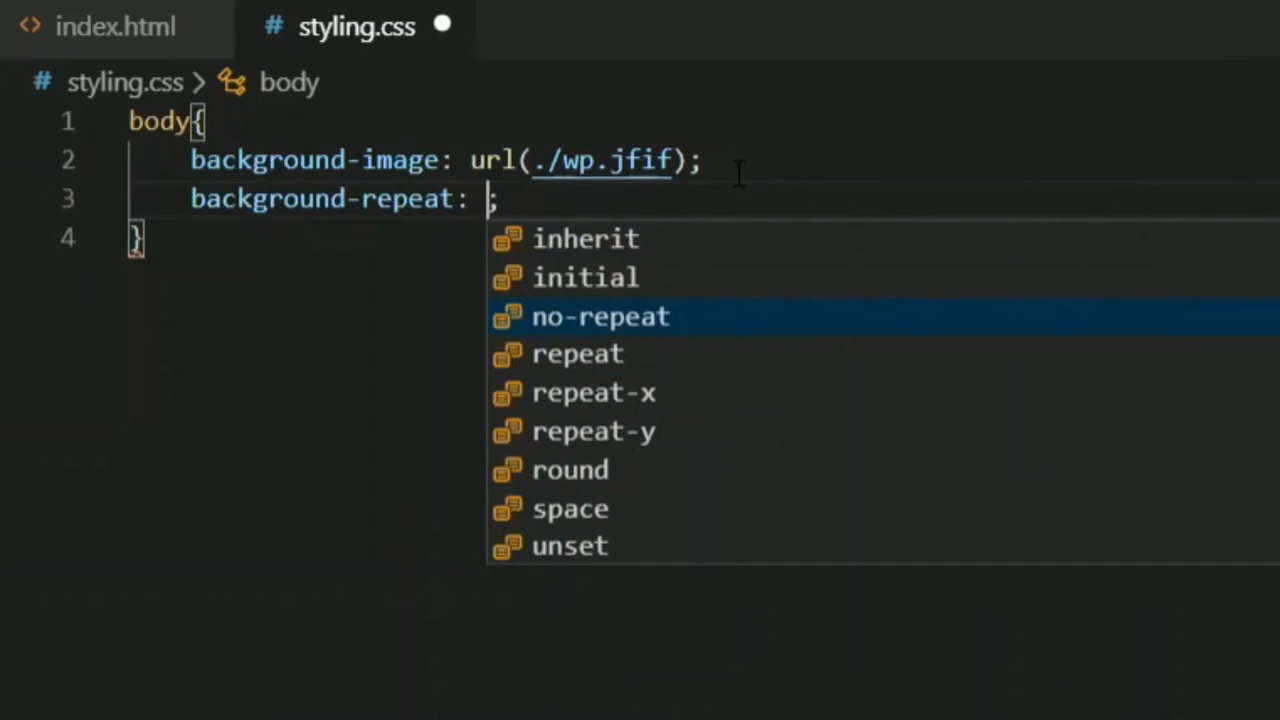 <> index.html # styling.css
# styling.css > body
1 body{
2 background-image: url(./wp.jfif);
3 background-repeat: ;
4 }
inherit
initial
no-repeat
repeat
repeat-x
repeat-y
round
space
unset